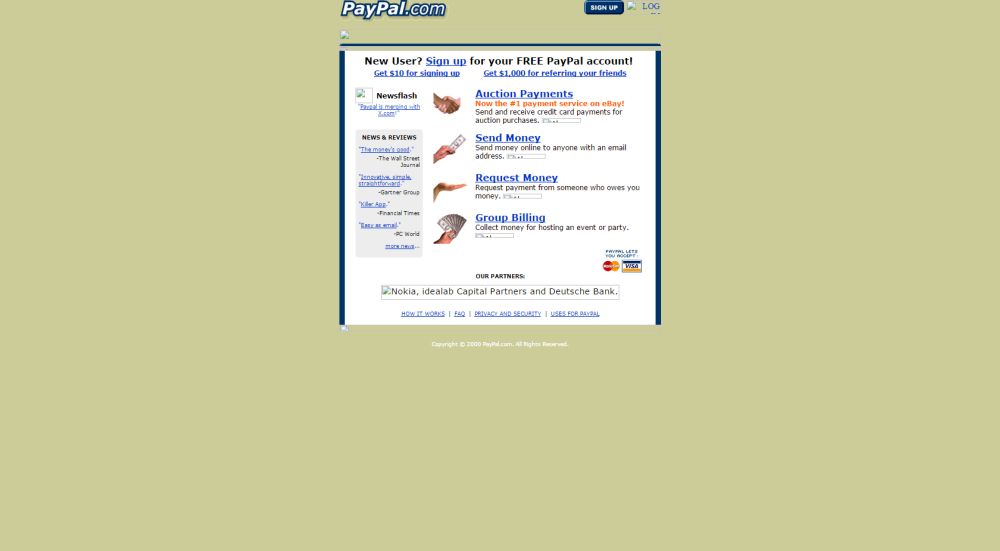 PayPal.com
SIGN UP
LOG
New User? Sign up for your FREE PayPal account!
Get $10 for signing up
Get $1,000 for referring your friends
Newsflash
"Paypal is merging with
X.com!"
NEWS & REVIEWS
"The money's good."
-The Wall Street
Journal
"Innovative, simple,
straightforward."
-Gartner Group
"Killer App."
-Financial Times
"Easy as email."
-PC World
more news...
Auction Payments
Now the #1 payment service on eBay!
Send and receive credit card payments for
auction purchases.
Send Money
Send money online to anyone with an email
address.
Request Money
Request payment from someone who owes you
money.
Group Billing
Collect money for hosting an event or party.
PAYPAL LETS
YOU ACCEPT:
MasterCard VISA
OUR PARTNERS:
Nokia, idealab Capital Partners and Deutsche Bank.
HOW IT WORKS | FAQ | PRIVACY AND SECURITY | USES FOR PAYPAL
Copyright © 2000 PayPal.com. All Rights Reserved.